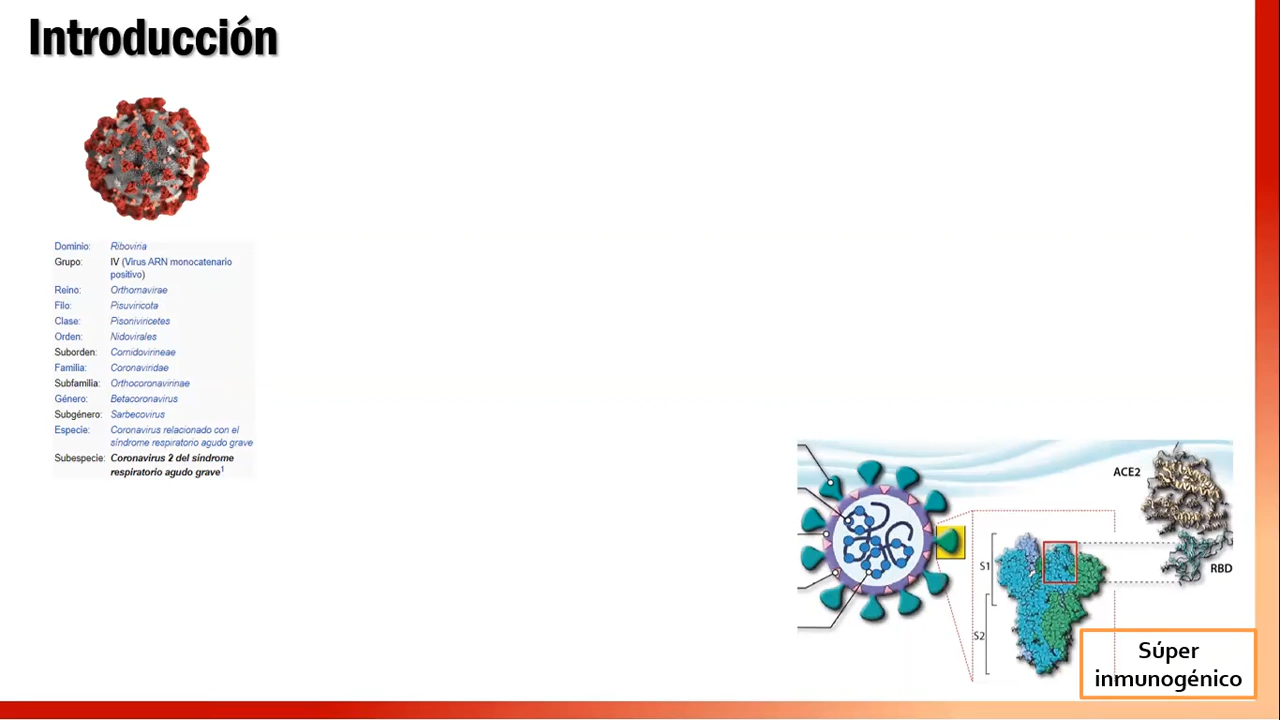 Introducción
Dominio: Riboviria
Grupo: IV (Virus ARN monocatenario
positivo)
Reino: Orthornavirae
Filo: Pisuviricota
Clase: Pisoniviricetes
Orden: Nidovirales
Suborden: Cornidovirineae
Familia: Coronaviridae
Subfamilia: Orthocoronavirinae
Género: Betacoronavirus
Subgénero: Sarbecovirus
Especie: Coronavirus relacionado con el
síndrome respiratorio agudo grave
Subespecie: Coronavirus 2 del síndrome
respiratorio agudo grave1
ACE2
S1
RBD
S2
Súper
inmunogénico